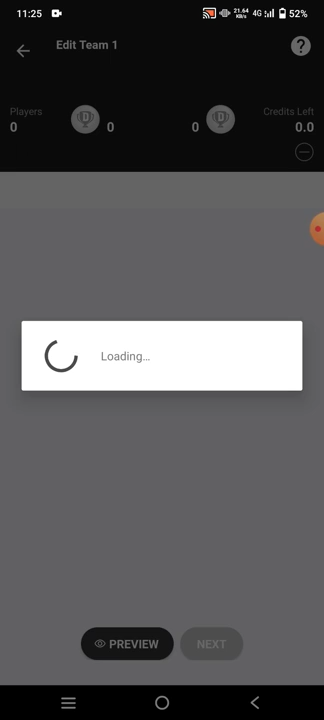 11:25 21.64 KB/s 4G 52%
Edit Team 1
Players Credits Left
0 D 0 0 D 0.0
Loading...
PREVIEW NEXT